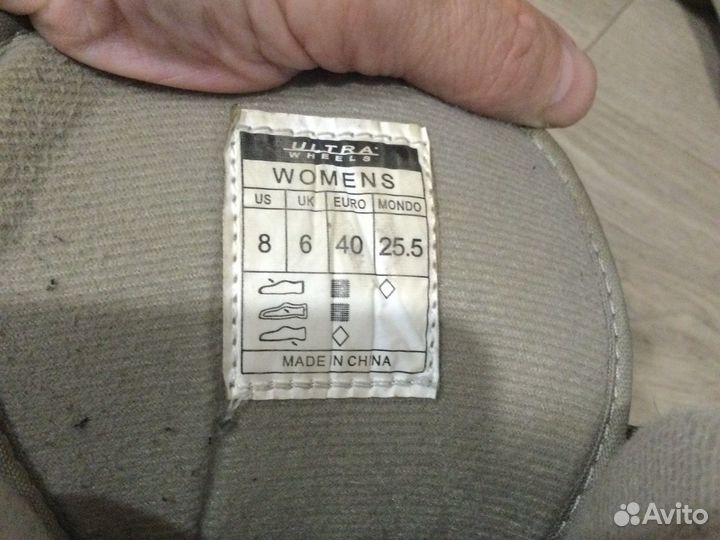 ULTRA
WHEELS
WOMENS
US UK EURO MONDO
8 6 40 25.5
MADE IN CHINA
Avito